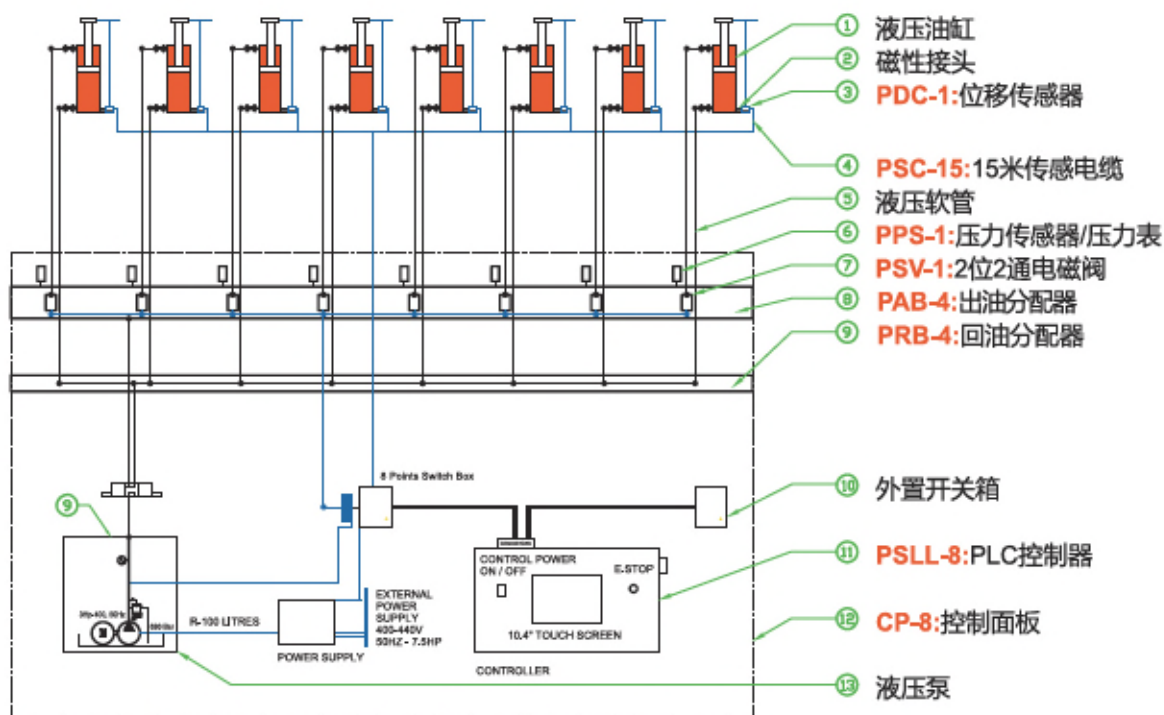 ① 液压油缸
② 磁性接头
③ PDC-1:位移传感器
④ PSC-15:15米传感电缆
⑤ 液压软管
⑥ PPS-1:压力传感器/压力表
⑦ PSV-1:2位2通电磁阀
⑧ PAB-4:出油分配器
⑨ PRB-4:回油分配器
8 Points Switch Box
⑩ 外置开关箱
⑨
CONTROL POWER
ON / OFF
E.STOP
⑪ PSLL-8:PLC控制器
EXTERNAL
POWER
SUPPLY
400-440V
50HZ - 7.5HP
R-100 LITRES
10.4" TOUCH SCREEN
⑫ CP-8:控制面板
POWER SUPPLY
CONTROLLER
⑬ 液压泵